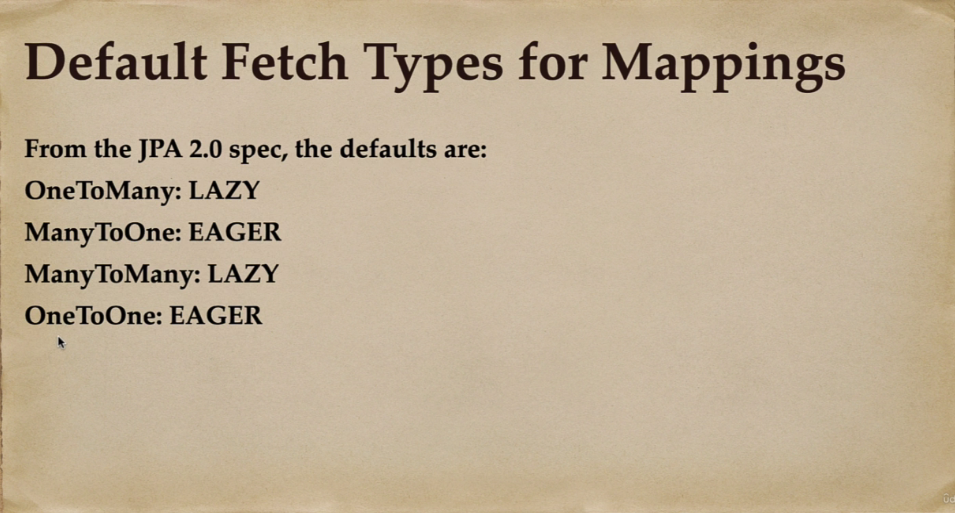 Default Fetch Types for Mappings
From the JPA 2.0 spec, the defaults are:
OneToMany: LAZY
ManyToOne: EAGER
ManyToMany: LAZY
OneToOne: EAGER